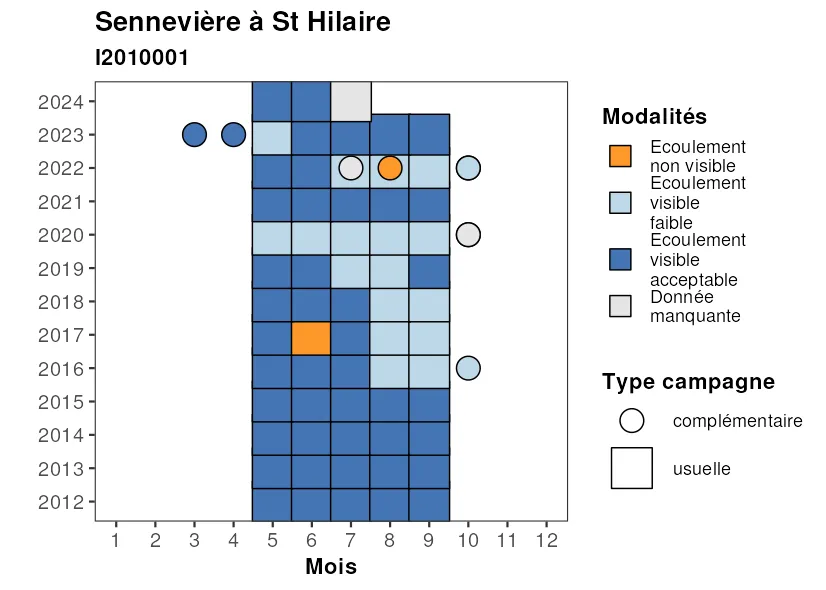 Sennevière à St Hilaire
I2010001
2024
2023
2022
2021
2020
2019
2018
2017
2016
2015
2014
2013
2012
1 2 3 4 5 6 7 8 9 10 11 12
Mois
Modalités
Ecoulement
non visible
Ecoulement
visible
faible
Ecoulement
visible
acceptable
Donnée
manquante
Type campagne
complémentaire
usuelle